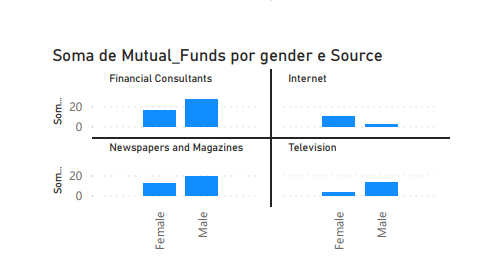 Soma de Mutual_Funds por gender e Source
Financial Consultants
Internet
Som...
20
0
Newspapers and Magazines
Television
Som...
20
0
Female
Male
Female
Male